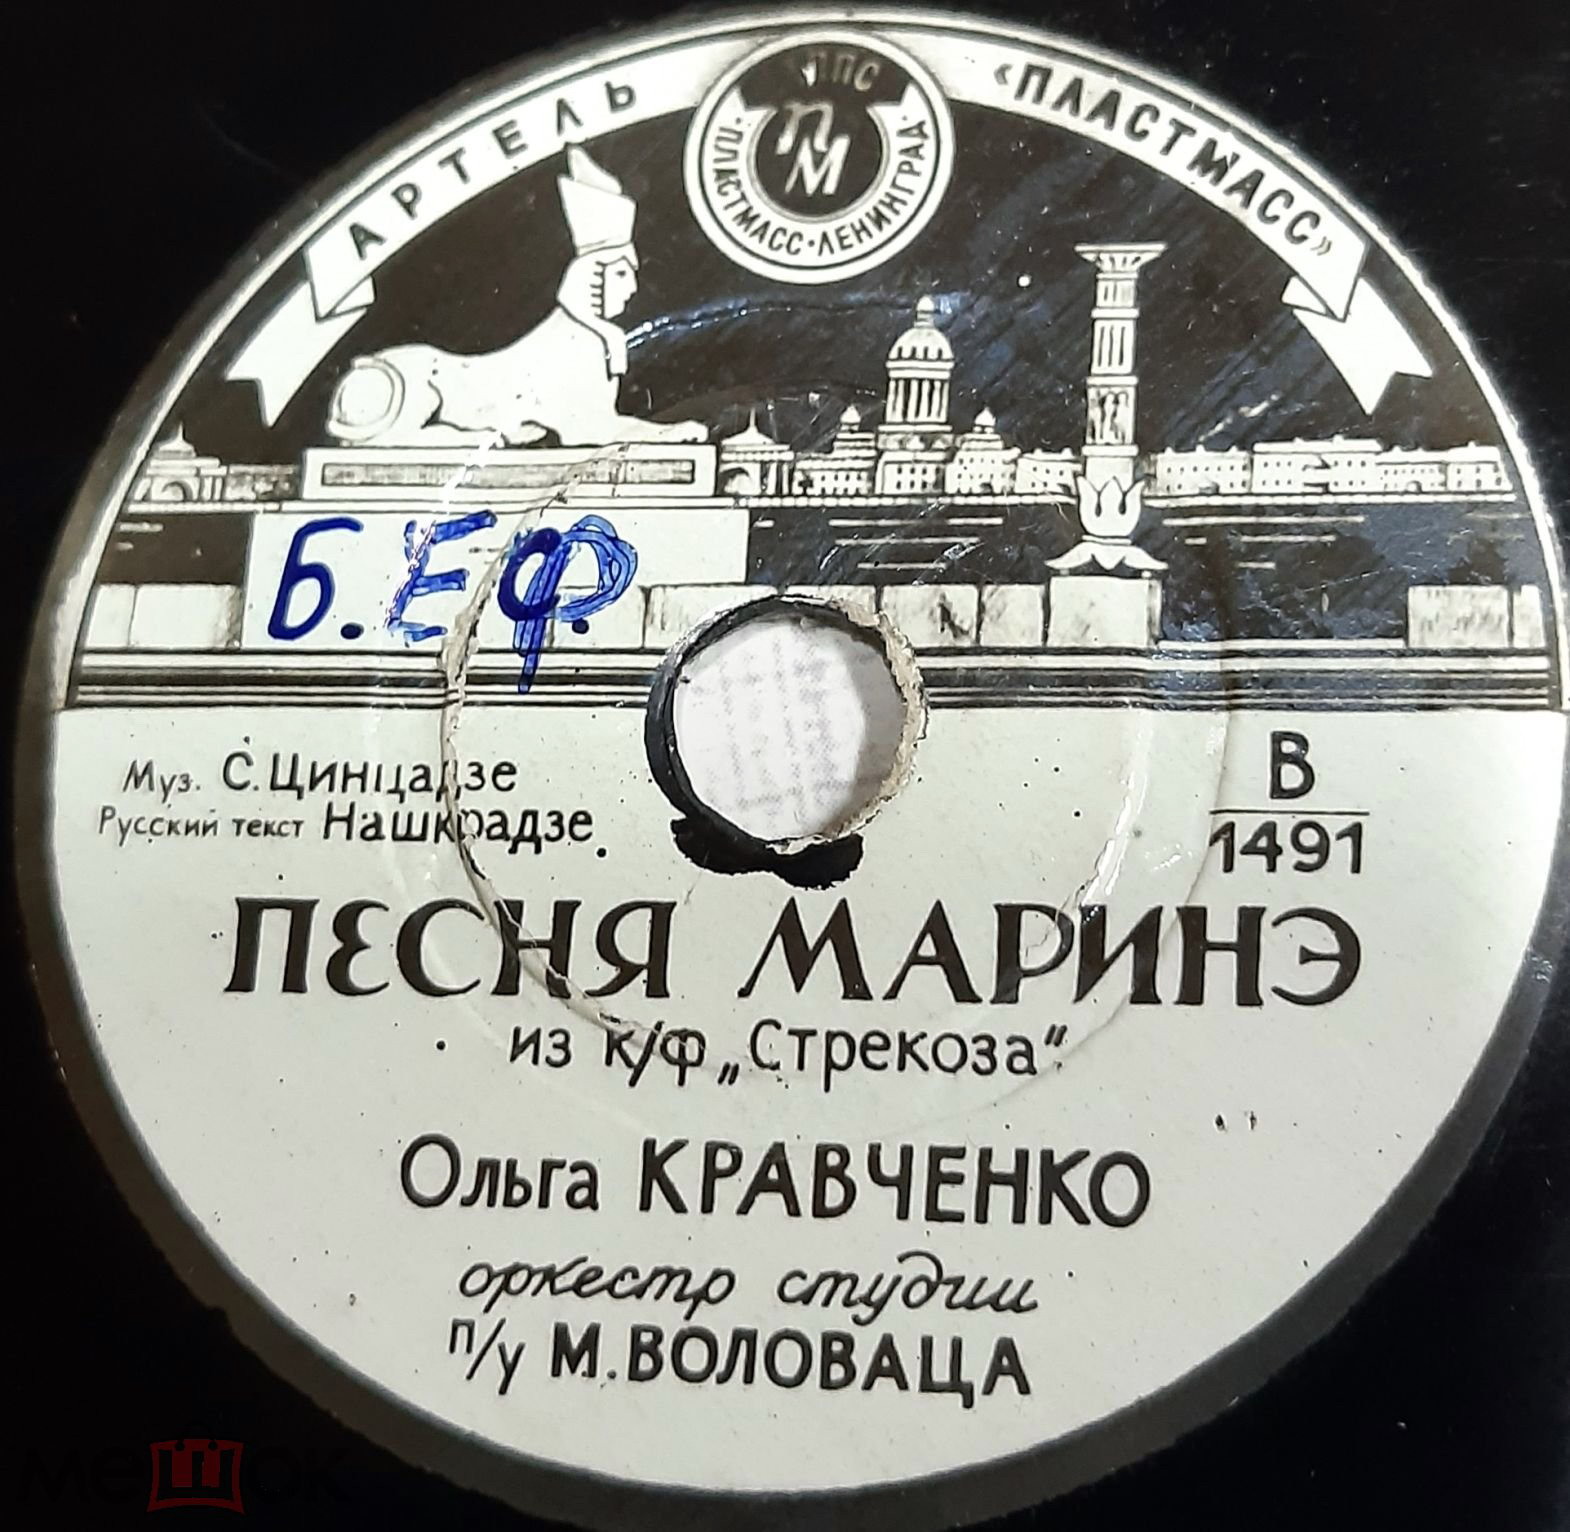 АРТЕЛЬ «ПЛАСТМАСС»
ПМ
·ПЛАСТМАСС·ЛЕНИНГРАД·
Б.ЕФ.
Муз. С.Цинцадзе
Русский текст Нашкрадзе.
В
1491
ПЕСНЯ МАРИНЭ
из к/ф „Стрекоза“
Ольга КРАВЧЕНКО
оркестр студии
п/у М.ВОЛОВАЦА
мешок